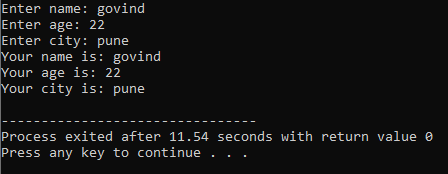 Enter name: govind
Enter age: 22
Enter city: pune
Your name is: govind
Your age is: 22
Your city is: pune
--------------------------------
Process exited after 11.54 seconds with return value 0
Press any key to continue . . .